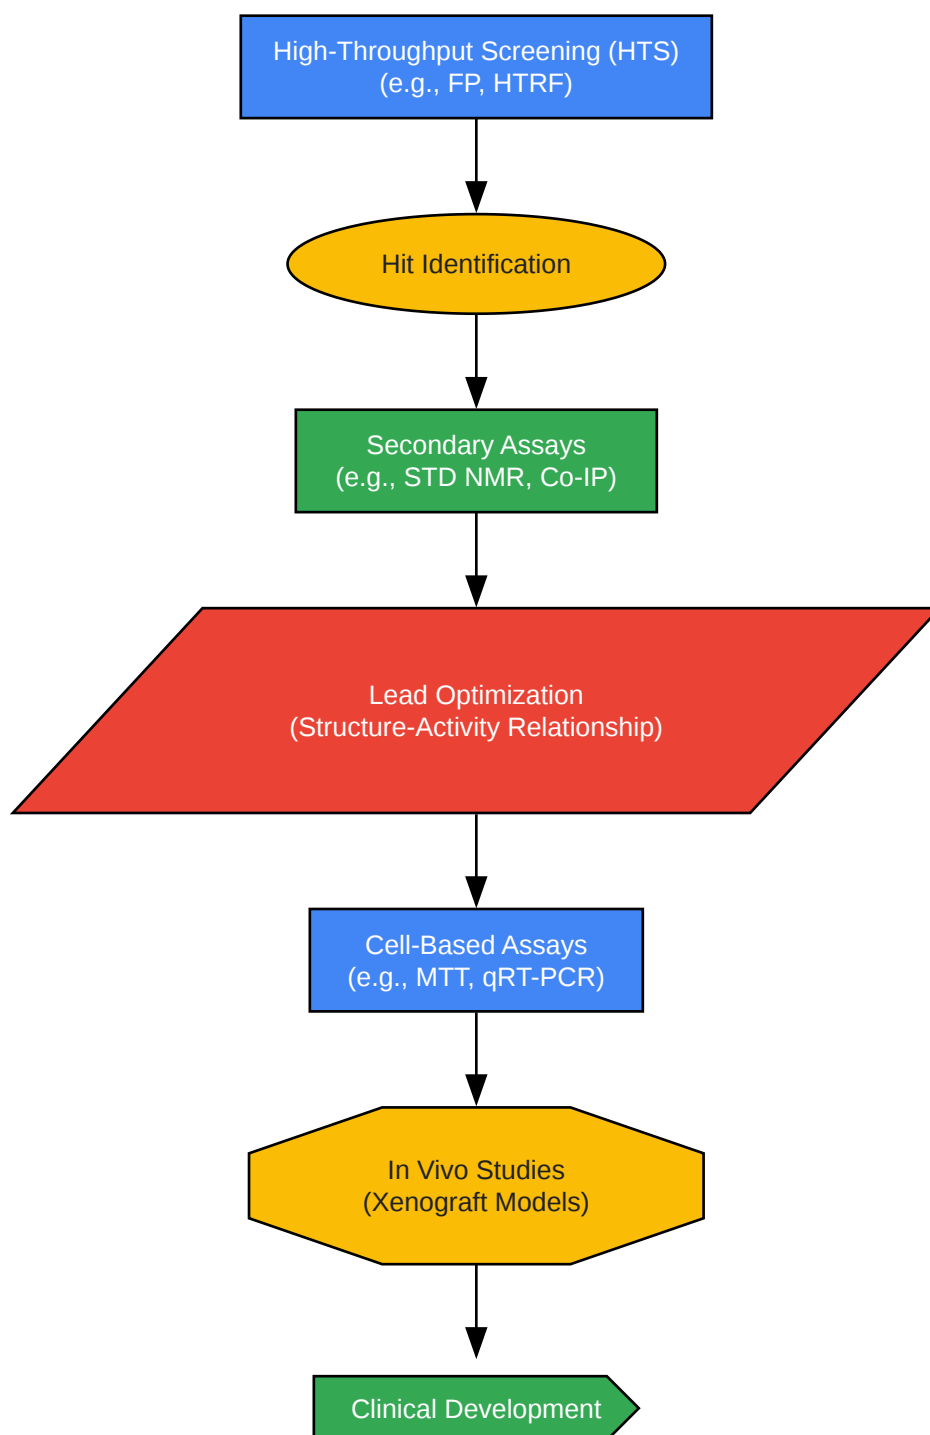 High-Throughput Screening (HTS)
(e.g., FP, HTRF)
Hit Identification
Secondary Assays
(e.g., STD NMR, Co-IP)
Lead Optimization
(Structure-Activity Relationship)
Cell-Based Assays
(e.g., MTT, qRT-PCR)
In Vivo Studies
(Xenograft Models)
Clinical Development